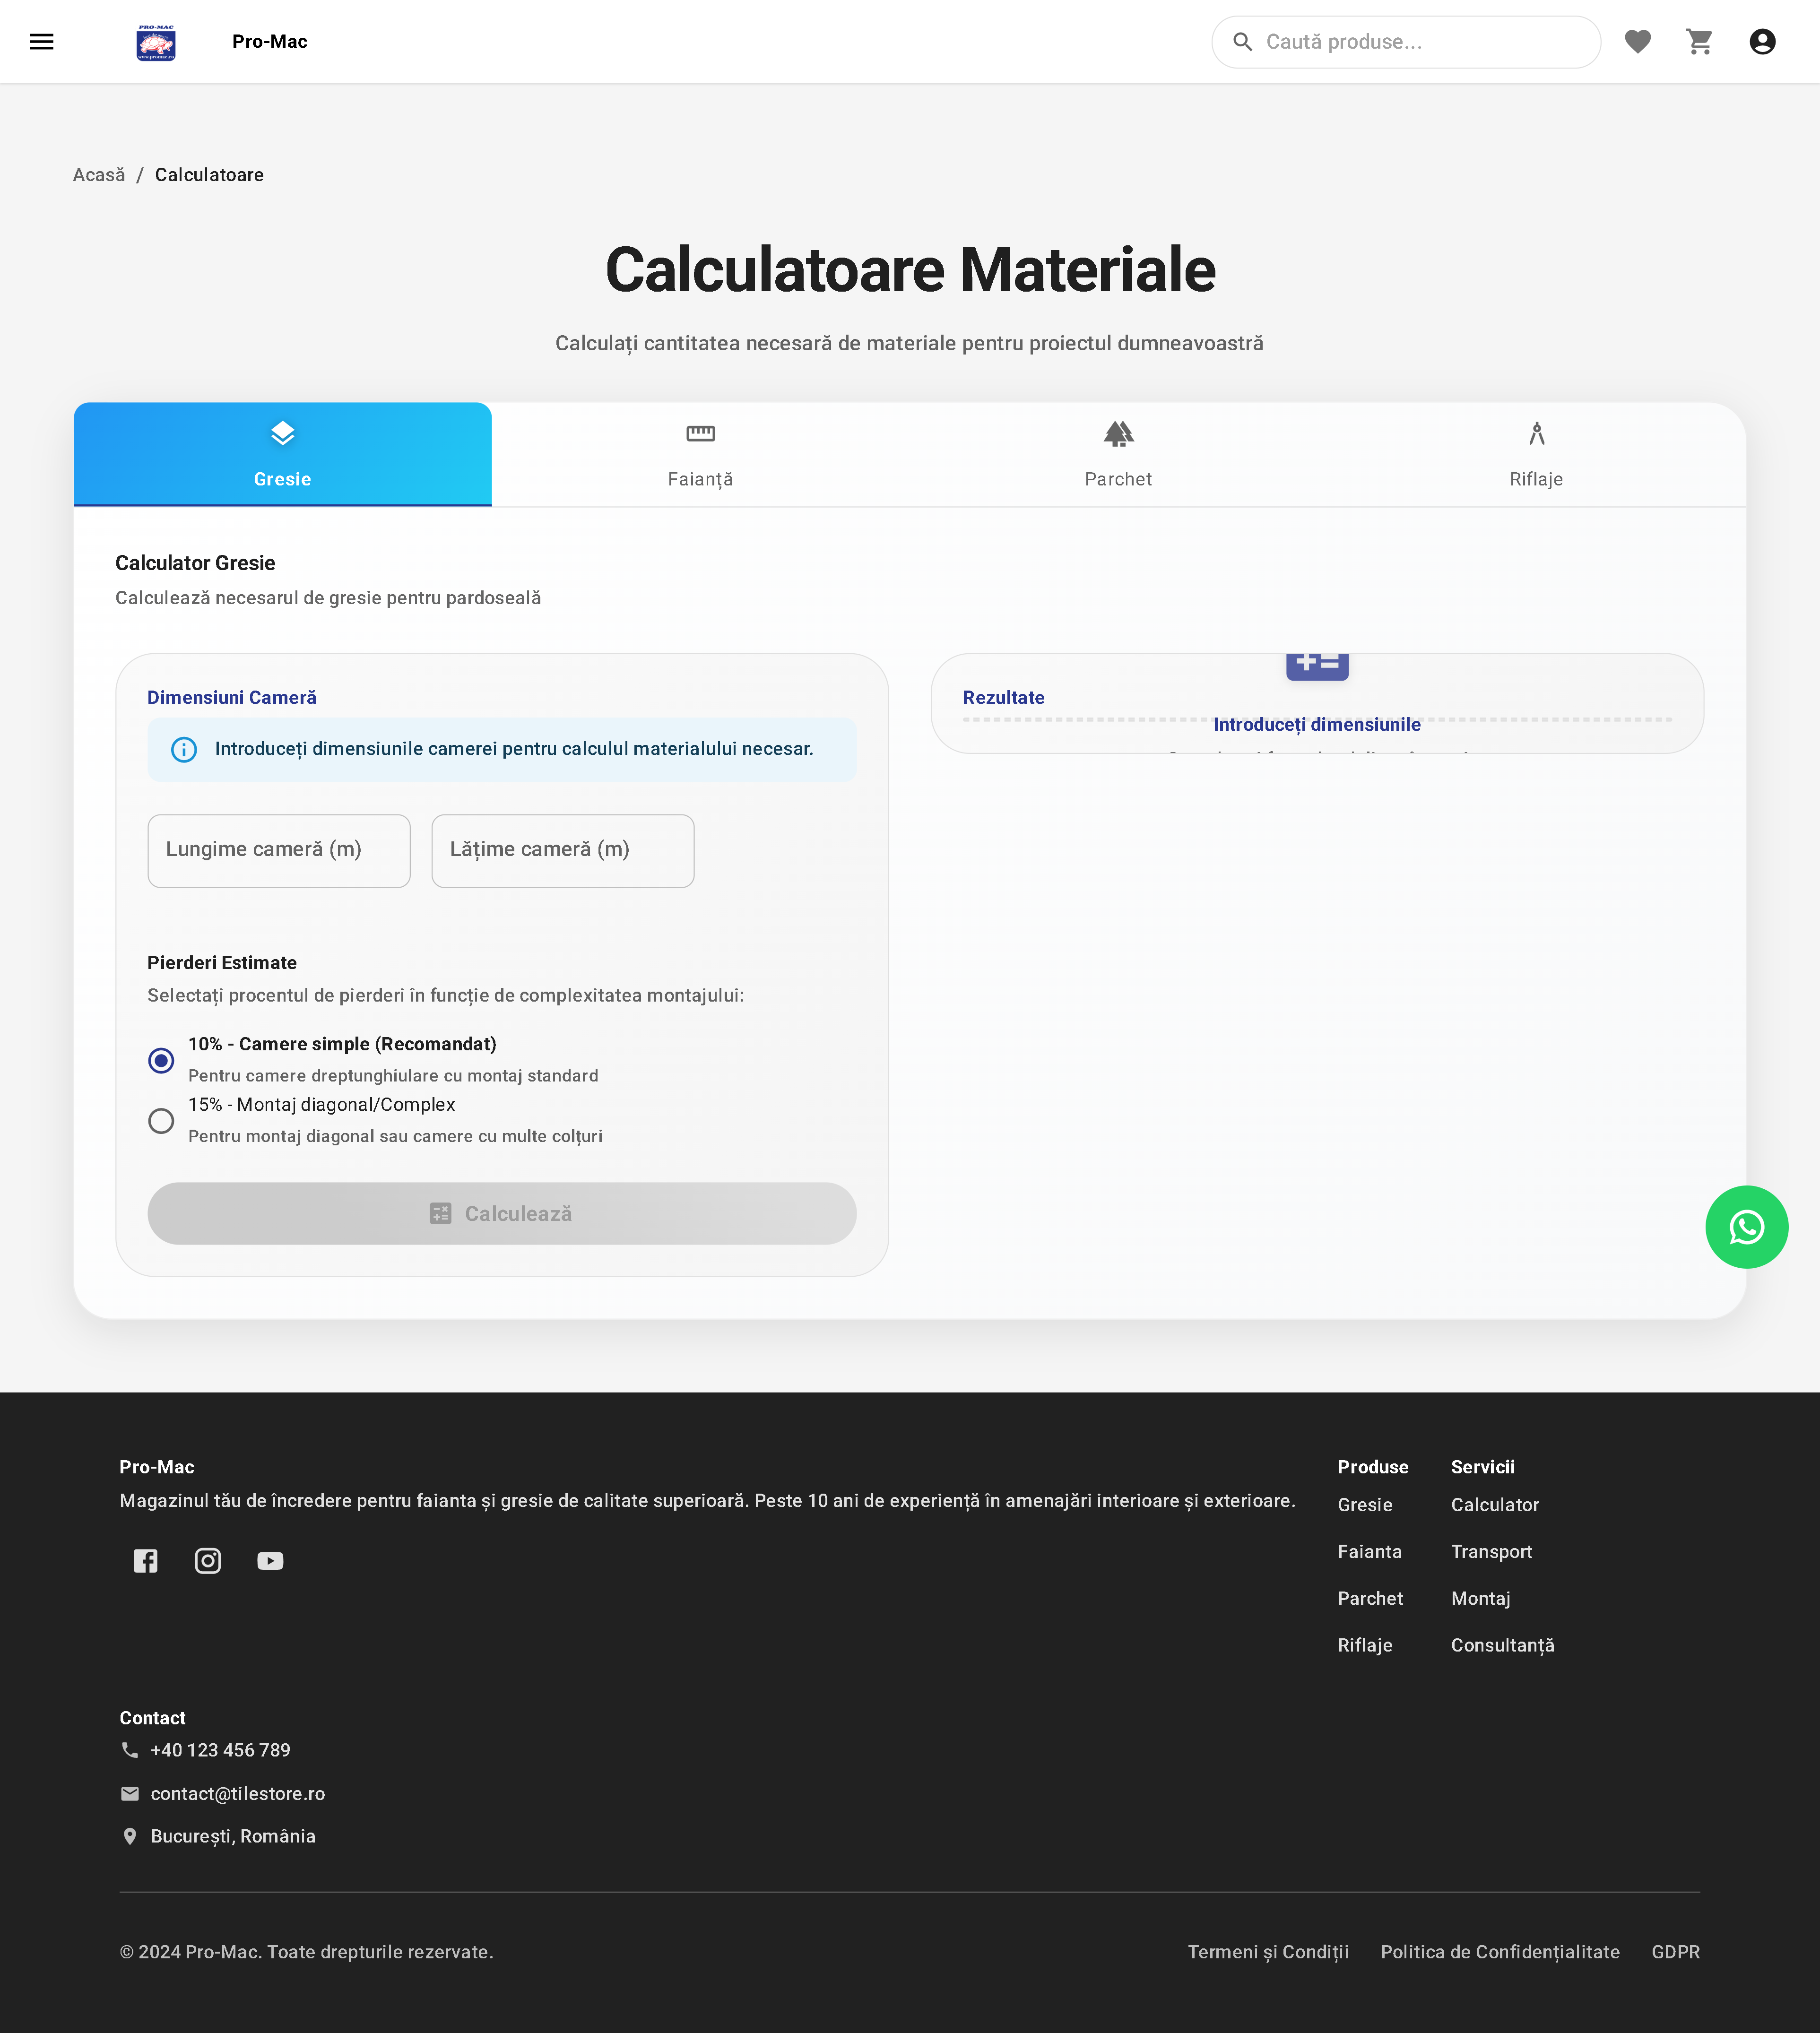 PRO-MAC
www.promac.ro
Pro-Mac
Caută produse...
Acasă / Calculatoare
Calculatoare Materiale
Calculați cantitatea necesară de materiale pentru proiectul dumneavoastră
Gresie
Faianță
Parchet
Riflaje
Calculator Gresie
Calculează necesarul de gresie pentru pardoseală
Dimensiuni Cameră
Introduceți dimensiunile camerei pentru calculul materialului necesar.
Lungime cameră (m)
Lățime cameră (m)
Pierderi Estimate
Selectați procentul de pierderi în funcție de complexitatea montajului:
10% - Camere simple (Recomandat)
Pentru camere dreptunghiulare cu montaj standard
15% - Montaj diagonal/Complex
Pentru montaj diagonal sau camere cu multe colțuri
Calculează
Rezultate
Introduceți dimensiunile
Pro-Mac
Magazinul tău de încredere pentru faianta și gresie de calitate superioară. Peste 10 ani de experiență în amenajări interioare și exterioare.
Produse
Gresie
Faianta
Parchet
Riflaje
Servicii
Calculator
Transport
Montaj
Consultanță
Contact
+40 123 456 789
contact@tilestore.ro
București, România
© 2024 Pro-Mac. Toate drepturile rezervate.
Termeni și Condiții
Politica de Confidențialitate
GDPR